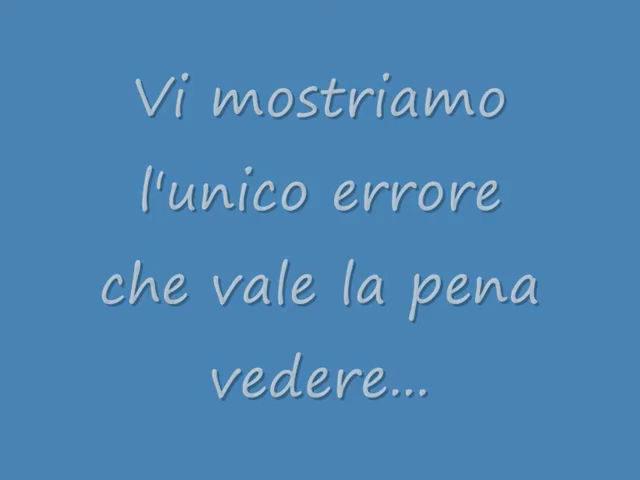 Vi mostriamo
l'unico errore
che vale la pena
vedere...